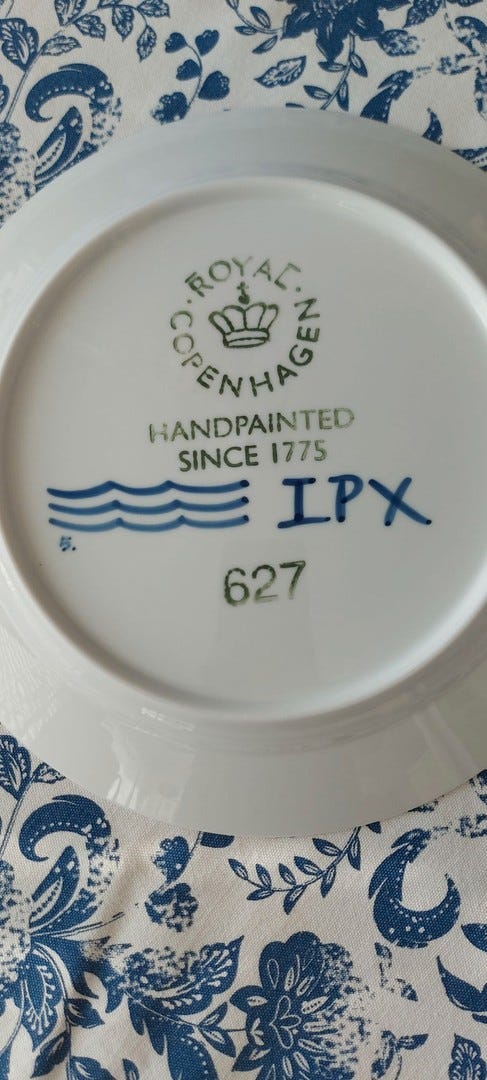 ROYAL
COPENHAGEN
HANDPAINTED
SINCE 1775
IPX
5.
627